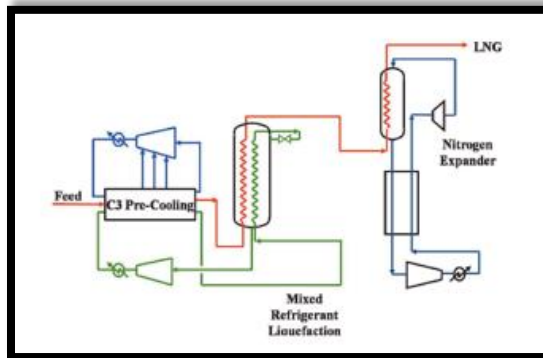 LNG
Nitrogen
Expander
Feed
C3 Pre-Cooling
Mixed
Refrigerant
Liquefaction